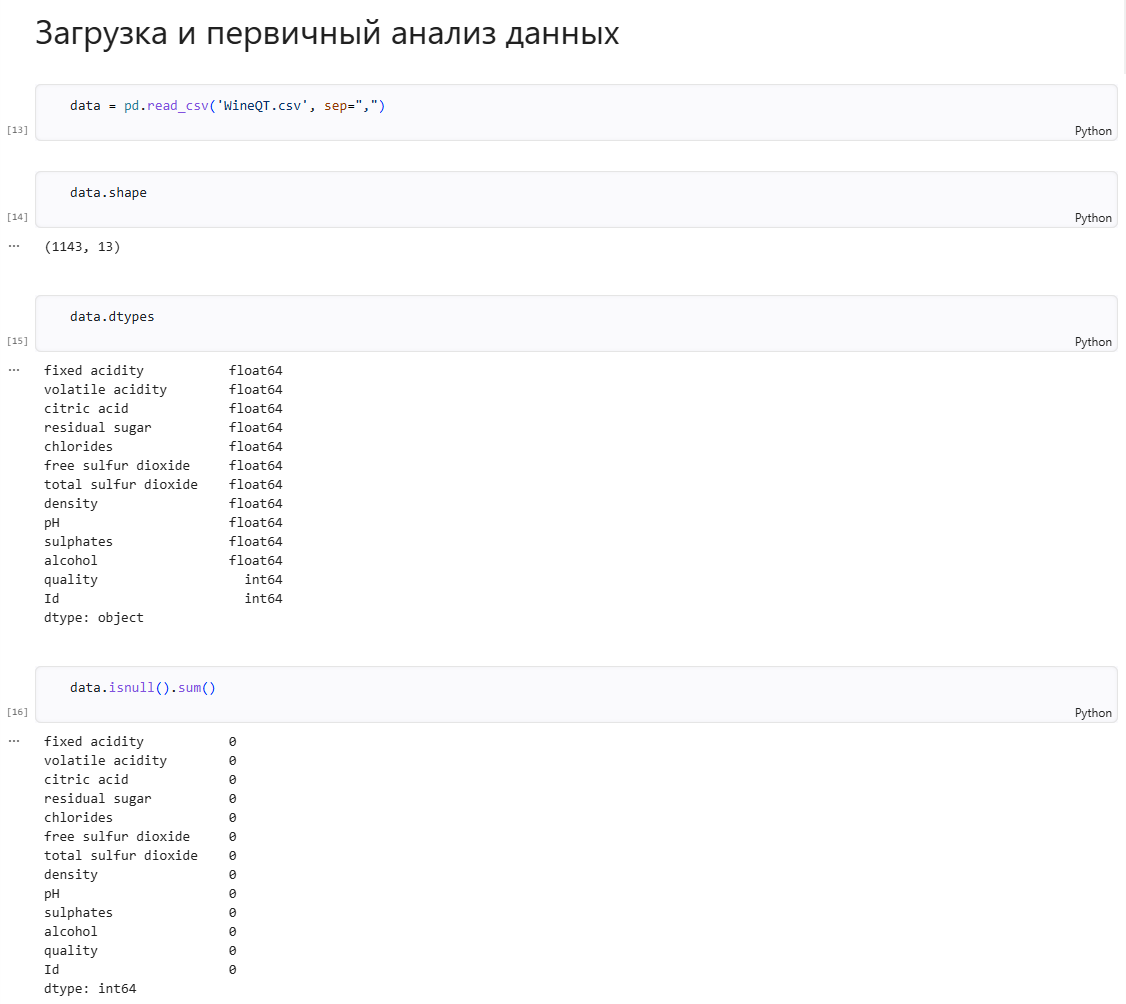 Загрузка и первичный анализ данных
data = pd.read_csv('WineQT.csv', sep=",")
[13]
Python
data.shape
[14]
Python
... (1143, 13)
data.dtypes
[15]
Python
... fixed acidity float64
volatile acidity float64
citric acid float64
residual sugar float64
chlorides float64
free sulfur dioxide float64
total sulfur dioxide float64
density float64
pH float64
sulphates float64
alcohol float64
quality int64
Id int64
dtype: object
data.isnull().sum()
[16]
Python
... fixed acidity 0
volatile acidity 0
citric acid 0
residual sugar 0
chlorides 0
free sulfur dioxide 0
total sulfur dioxide 0
density 0
pH 0
sulphates 0
alcohol 0
quality 0
Id 0
dtype: int64